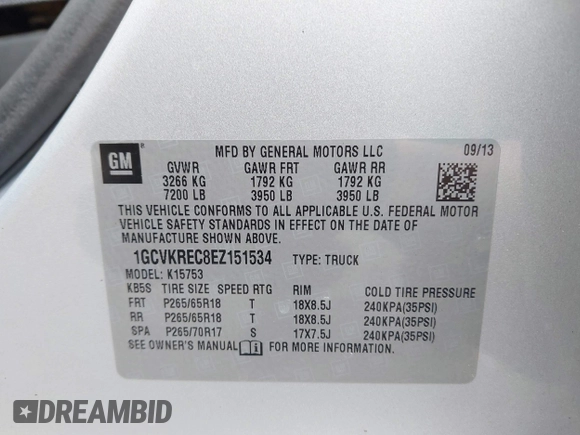 GM
MFD BY GENERAL MOTORS LLC 09/13
GVWR GAWR FRT GAWR RR
3266 KG 1792 KG 1792 KG
7200 LB 3950 LB 3950 LB
THIS VEHICLE CONFORMS TO ALL APPLICABLE U.S. FEDERAL MOTOR
VEHICLE SAFETY STANDARDS IN EFFECT ON THE DATE OF
MANUFACTURE SHOWN ABOVE.
1GCVKREC8EZ151534 TYPE: TRUCK
MODEL: K15753
KB5S TIRE SIZE SPEED RTG RIM COLD TIRE PRESSURE
FRT P265/65R18 T 18X8.5J 240KPA(35PSI)
RR P265/65R18 T 18X8.5J 240KPA(35PSI)
SPA P265/70R17 S 17X7.5J 240KPA(35PSI)
SEE OWNER'S MANUAL i FOR MORE INFORMATION.
DREAMBID